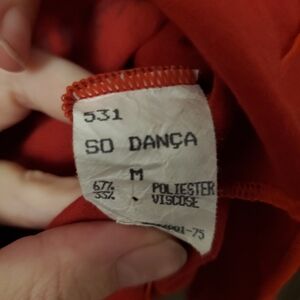 531
SO DANÇA
M
67% POLIESTER
33% VISCOSE